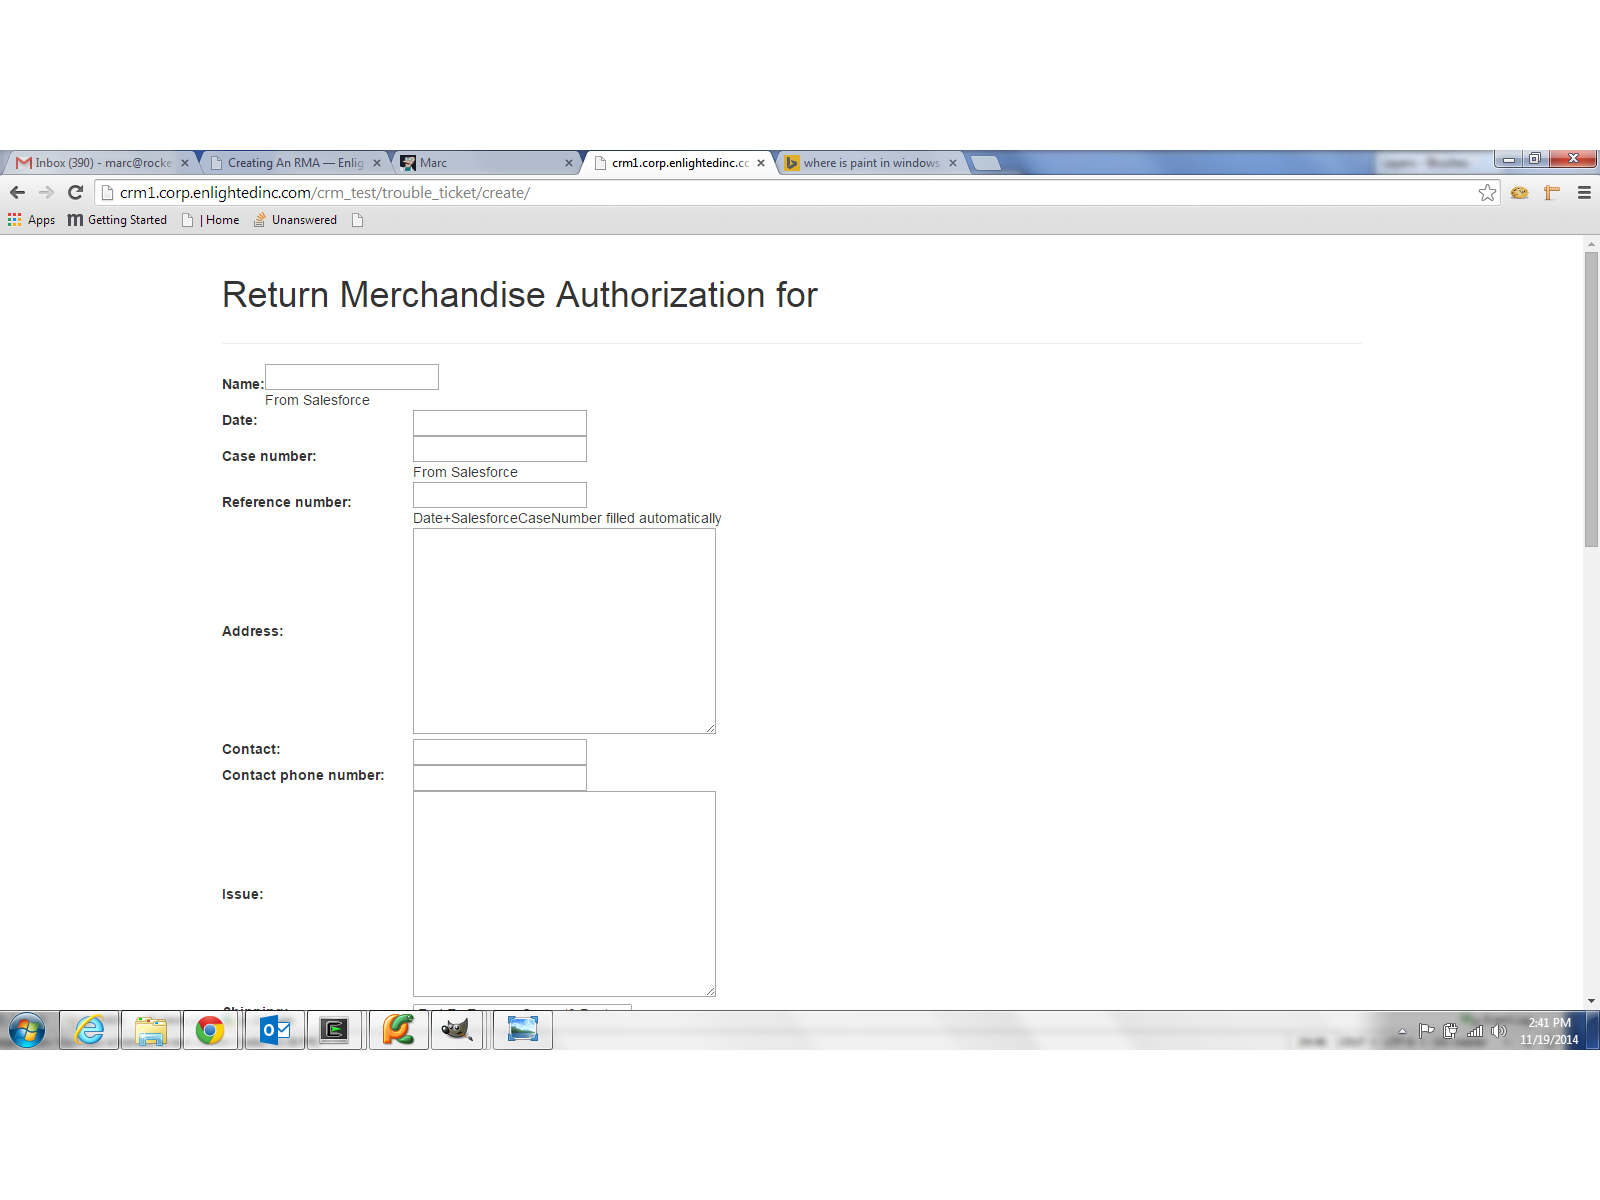 Inbox (390) - marc@rocke
Creating An RMA — Enlig
Marc
crm1.corp.enlightedinc.cc
where is paint in windows
crm1.corp.enlightedinc.com/crm_test/trouble_ticket/create/
Apps
Getting Started
| Home
Unanswered
Return Merchandise Authorization for
Name:
From Salesforce
Date:
Case number:
From Salesforce
Reference number:
Date+SalesforceCaseNumber filled automatically
Address:
Contact:
Contact phone number:
Issue:
Shipping:
2:41 PM
11/19/2014